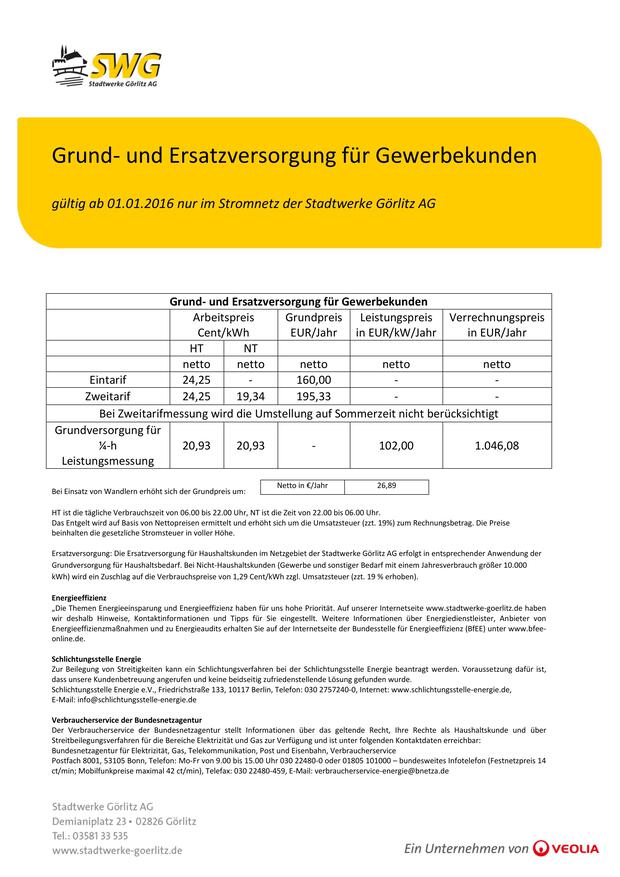 SWG
Stadtwerke Görlitz AG
Grund- und Ersatzversorgung für Gewerbekunden
gültig ab 01.01.2016 nur im Stromnetz der Stadtwerke Görlitz AG
Grund- und Ersatzversorgung für Gewerbekunden
Arbeitspreis Grundpreis Leistungspreis Verrechnungspreis
Cent/kWh EUR/Jahr in EUR/kW/Jahr in EUR/Jahr
HT NT
netto netto netto netto netto
Eintarif 24,25 - 160,00 - -
Zweitarif 24,25 19,34 195,33 - -
Bei Zweitarifmessung wird die Umstellung auf Sommerzeit nicht berücksichtigt
Grundversorgung für
¼-h 20,93 20,93 - 102,00 1.046,08
Leistungsmessung
Bei Einsatz von Wandlern erhöht sich der Grundpreis um: Netto in €/Jahr 26,89
HT ist die tägliche Verbrauchszeit von 06.00 bis 22.00 Uhr, NT ist die Zeit von 22.00 bis 06.00 Uhr.
Das Entgelt wird auf Basis von Nettopreisen ermittelt und erhöht sich um die Umsatzsteuer (zzt. 19%) zum Rechnungsbetrag. Die Preise
beinhalten die gesetzliche Stromsteuer in voller Höhe.
Ersatzversorgung: Die Ersatzversorgung für Haushaltskunden im Netzgebiet der Stadtwerke Görlitz AG erfolgt in entsprechender Anwendung der
Grundversorgung für Haushaltsbedarf. Bei Nicht-Haushaltskunden (Gewerbe und sonstiger Bedarf mit einem Jahresverbrauch größer 10.000
kWh) wird ein Zuschlag auf die Verbrauchspreise von 1,29 Cent/kWh zzgl. Umsatzsteuer (zzt. 19 % erhoben).
Energieeffizienz
„Die Themen Energieeinsparung und Energieeffizienz haben für uns hohe Priorität. Auf unserer Internetseite www.stadtwerke-goerlitz.de haben
wir deshalb Hinweise, Kontaktinformationen und Tipps für Sie eingestellt. Weitere Informationen über Energiedienstleister, Anbieter von
Energieeffizienzmaßnahmen und zu Energieaudits erhalten Sie auf der Internetseite der Bundesstelle für Energieeffizienz (BfEE) unter www.bfee-
online.de.
Schlichtungsstelle Energie
Zur Beilegung von Streitigkeiten kann ein Schlichtungsverfahren bei der Schlichtungsstelle Energie beantragt werden. Voraussetzung dafür ist,
dass unsere Kundenbetreuung angerufen und keine beidseitig zufriedenstellende Lösung gefunden wurde.
Schlichtungsstelle Energie e.V., Friedrichstraße 133, 10117 Berlin, Telefon: 030 2757240-0, Internet: www.schlichtungsstelle-energie.de,
E-Mail: info@schlichtungsstelle-energie.de
Verbraucherservice der Bundesnetzagentur
Der Verbraucherservice der Bundesnetzagentur stellt Informationen über das geltende Recht, Ihre Rechte als Haushaltskunde und über
Streitbeilegungsverfahren für die Bereiche Elektrizität und Gas zur Verfügung und ist unter folgenden Kontaktdaten erreichbar:
Bundesnetzagentur für Elektrizität, Gas, Telekommunikation, Post und Eisenbahn, Verbraucherservice
Postfach 8001, 53105 Bonn, Telefon: Mo-Fr von 9.00 bis 15.00 Uhr 030 22480-0 oder 01805 101000 – bundesweites Infotelefon (Festnetzpreis 14
ct/min; Mobilfunkpreise maximal 42 ct/min), Telefax: 030 22480-459, E-Mail: verbraucherservice-energie@bnetza.de
Stadtwerke Görlitz AG
Demianiplatz 23 • 02826 Görlitz
Tel.: 03581 33 535
www.stadtwerke-goerlitz.de
Ein Unternehmen von VEOLIA